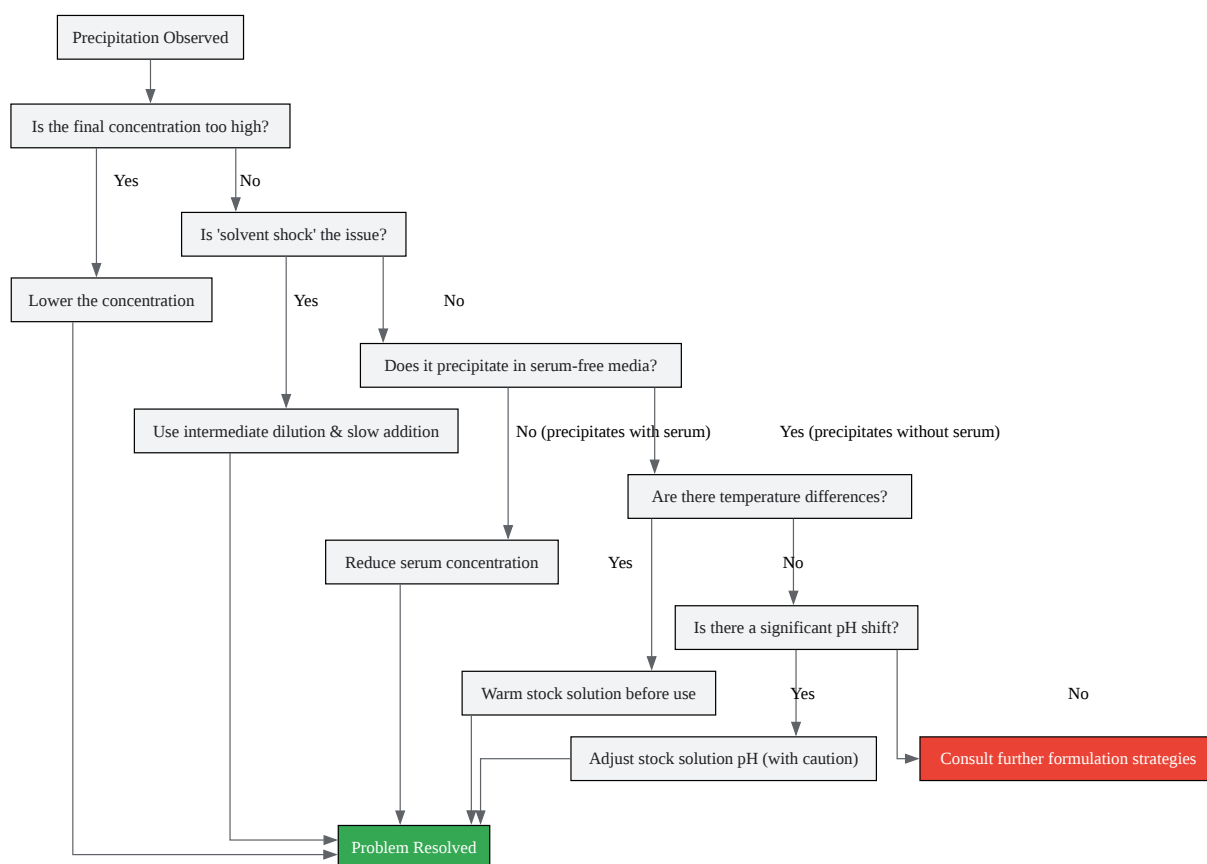 Precipitation Observed
Is the final concentration too high?
Yes
No
Is 'solvent shock' the issue?
Lower the concentration
Yes
No
Does it precipitate in serum-free media?
Use intermediate dilution & slow addition
No (precipitates with serum)
Yes (precipitates without serum)
Are there temperature differences?
Reduce serum concentration
Yes
No
Is there a significant pH shift?
Warm stock solution before use
Yes
No
Adjust stock solution pH (with caution)
Consult further formulation strategies
Problem Resolved